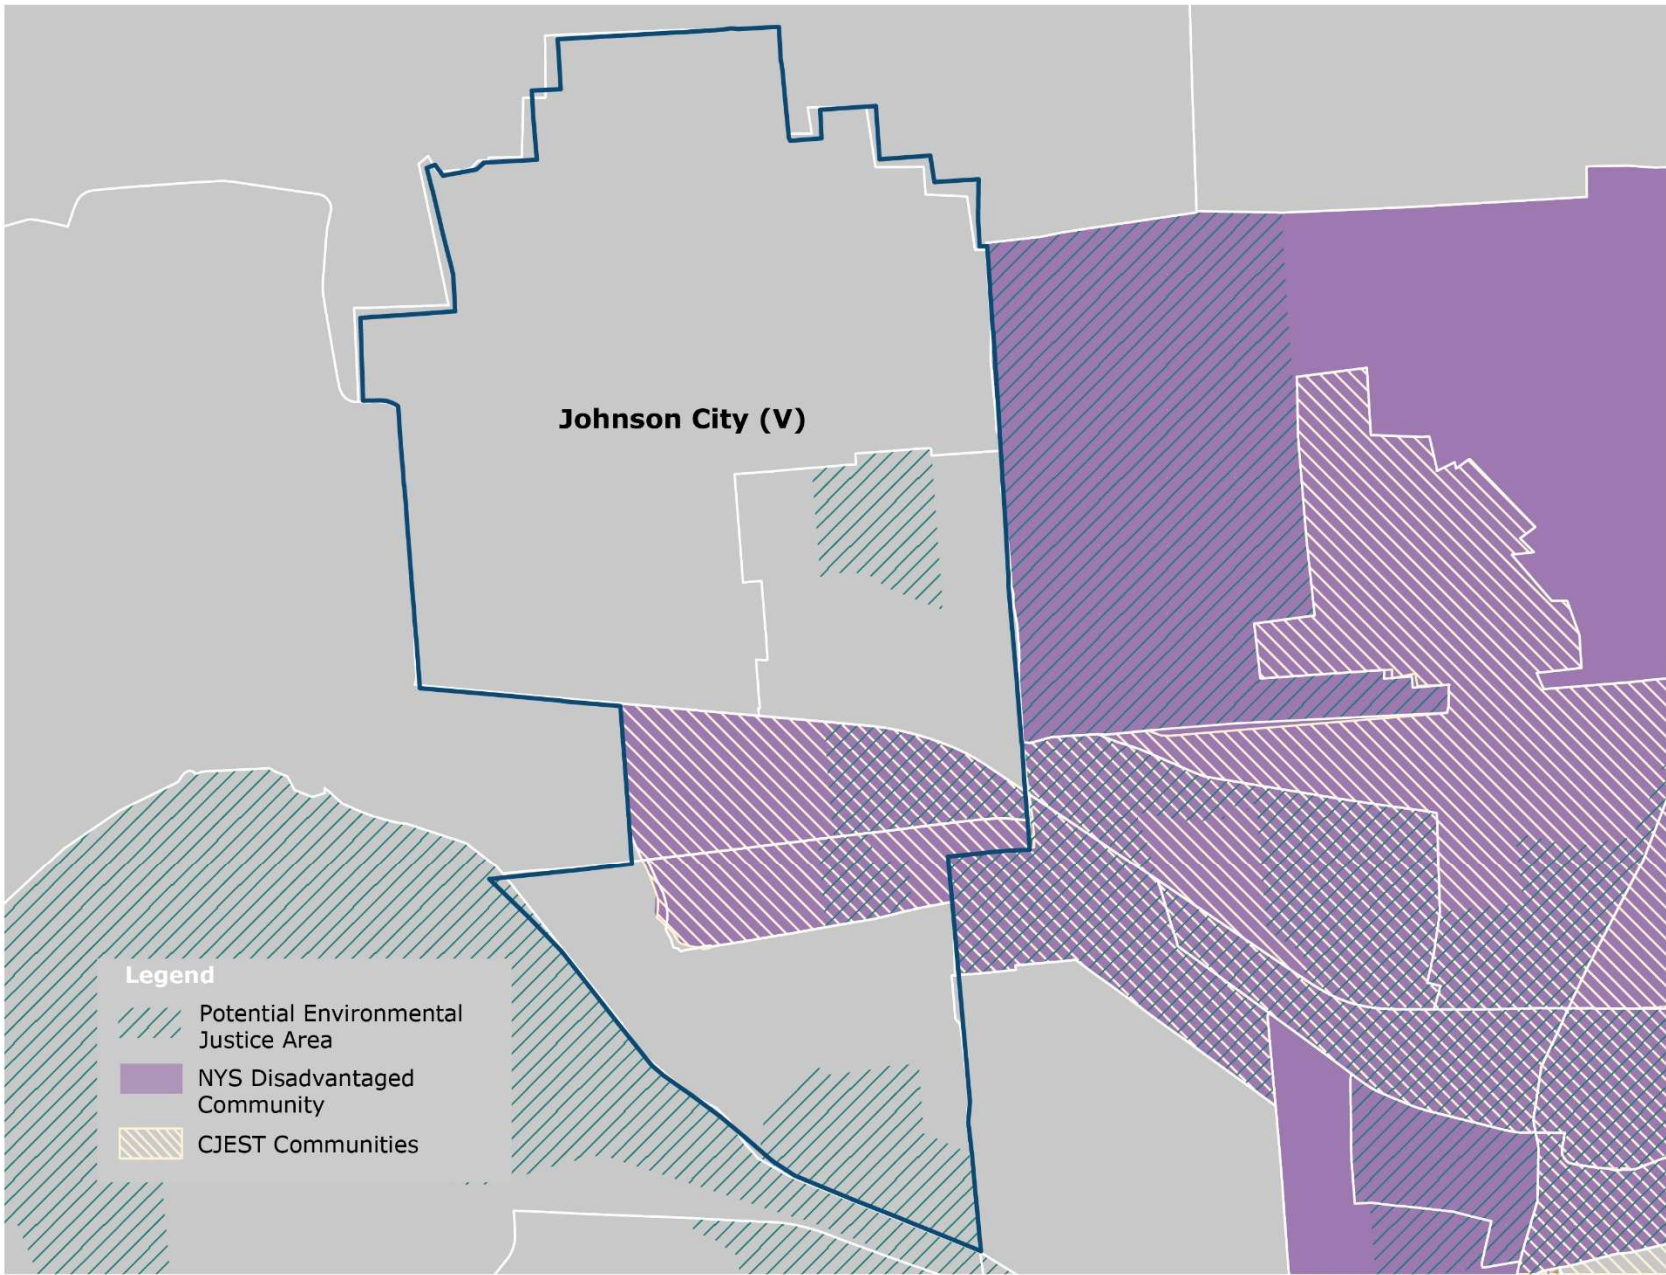 Johnson City (V)
Legend
Potential Environmental
Justice Area
NYS Disadvantaged
Community
CJEST Communities